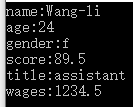 name:Wang-li
age:24
gender:f
score:89.5
title:assistant
wages:1234.5